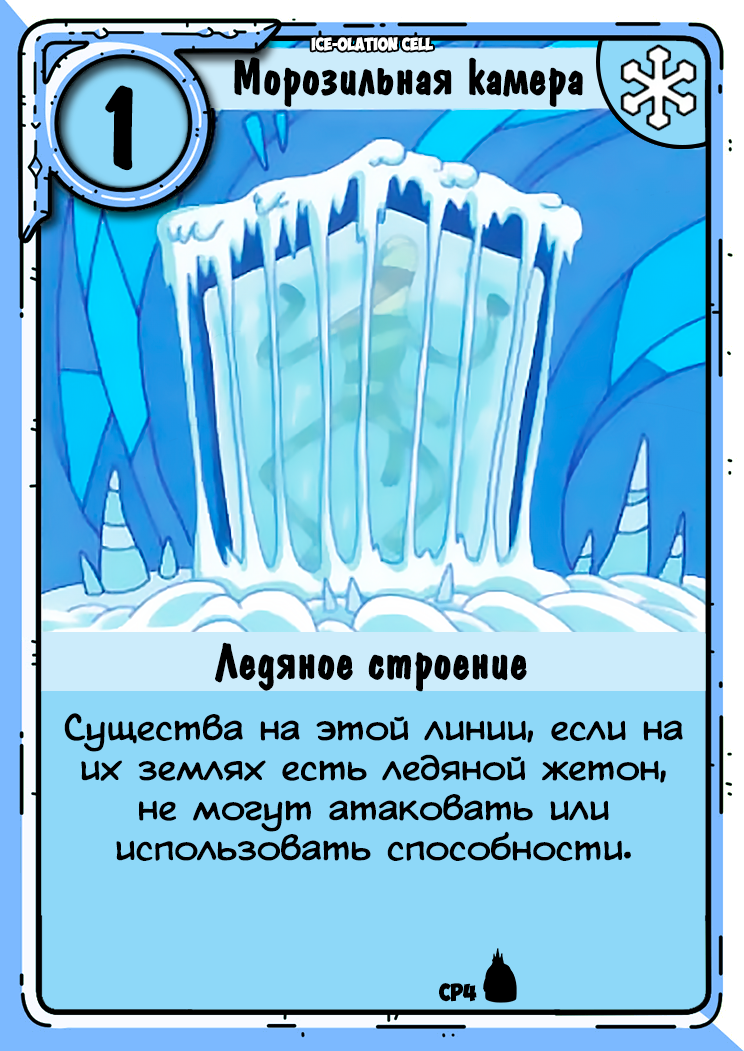 ICE-OLATION CELL
1
Морозильная камера
Ледяное строение
Существа на этой линии, если на
их землях есть ледяной жетон,
не могут атаковать или
использовать способности.
CP4